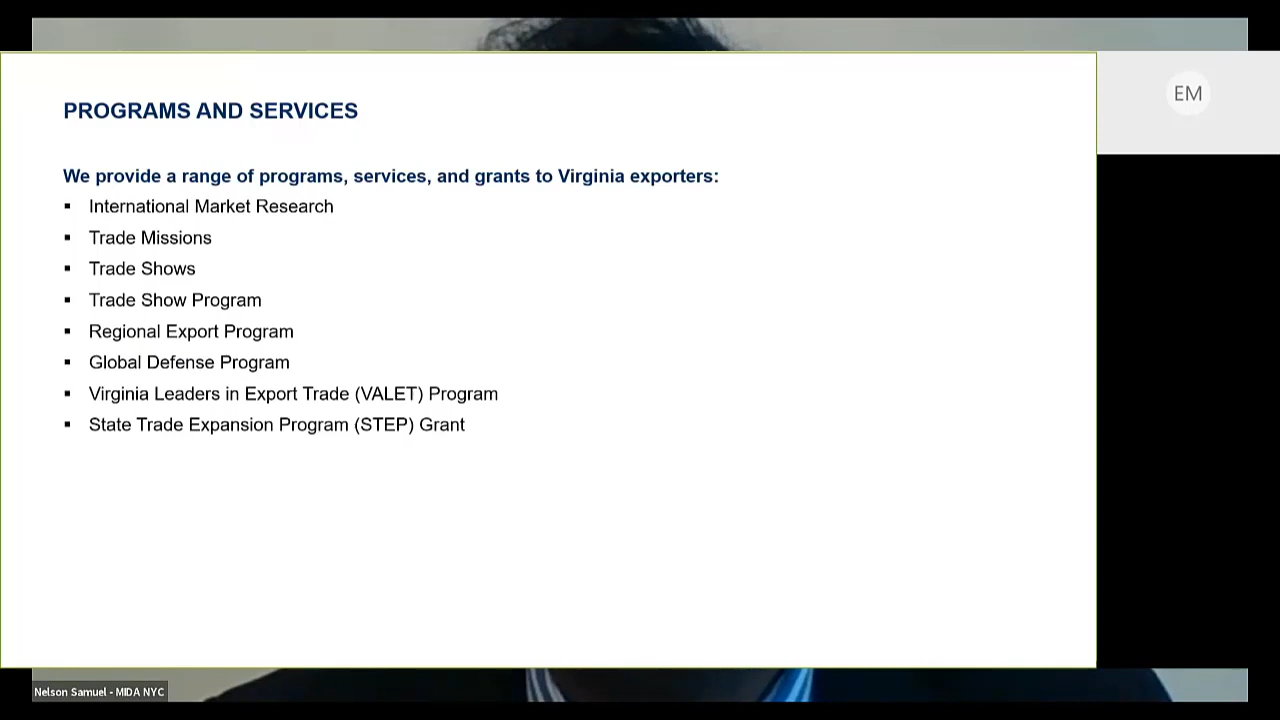 PROGRAMS AND SERVICES
EM
We provide a range of programs, services, and grants to Virginia exporters:
▪ International Market Research
▪ Trade Missions
▪ Trade Shows
▪ Trade Show Program
▪ Regional Export Program
▪ Global Defense Program
▪ Virginia Leaders in Export Trade (VALET) Program
▪ State Trade Expansion Program (STEP) Grant
Nelson Samuel - MIDA NYC